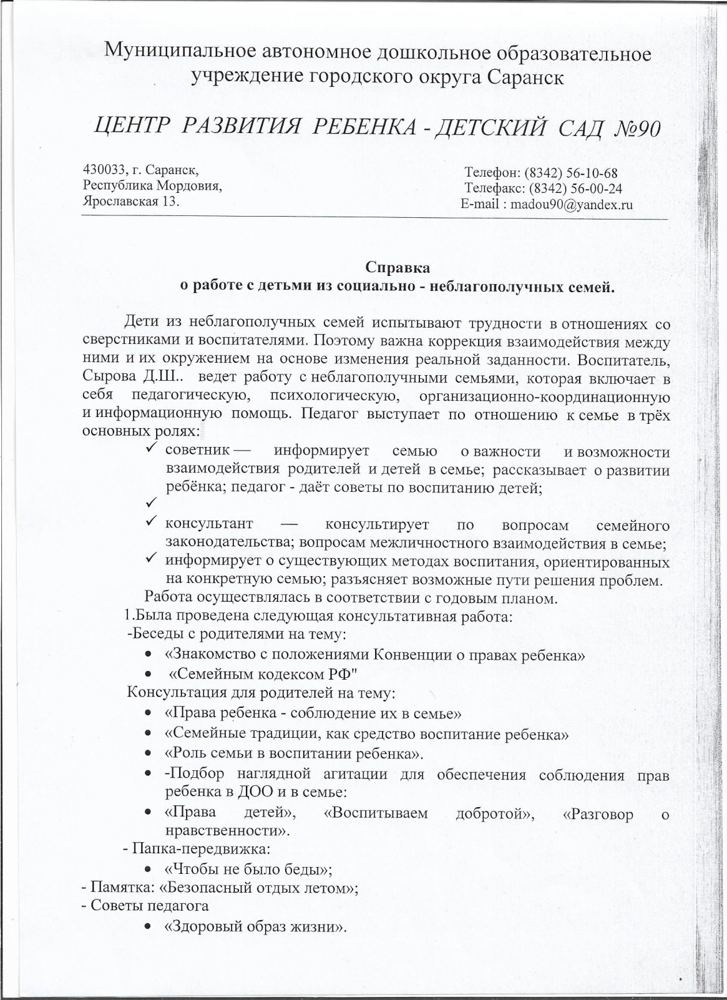 Муниципальное автономное дошкольное образовательное
учреждение городского округа Саранск
ЦЕНТР РАЗВИТИЯ РЕБЕНКА - ДЕТСКИЙ САД №90
430033, г. Саранск,
Республика Мордовия,
Ярославская 13.
Телефон: (8342) 56-10-68
Телефакс: (8342) 56-00-24
E-mail : madou90@yandex.ru
Справка
о работе с детьми из социально - неблагополучных семей.
Дети из неблагополучных семей испытывают трудности в отношениях со
сверстниками и воспитателями. Поэтому важна коррекция взаимодействия между
ними и их окружением на основе изменения реальной заданности. Воспитатель,
Сырова Д.Ш.. ведет работу с неблагополучными семьями, которая включает в
себя педагогическую, психологическую, организационно-координационную
и информационную помощь. Педагог выступает по отношению к семье в трёх
основных ролях:
✓ советник — информирует семью о важности и возможности
взаимодействия родителей и детей в семье; рассказывает о развитии
ребёнка; педагог - даёт советы по воспитанию детей;
✓
✓ консультант — консультирует по вопросам семейного
законодательства; вопросам межличностного взаимодействия в семье;
✓ информирует о существующих методах воспитания, ориентированных
на конкретную семью; разъясняет возможные пути решения проблем.
Работа осуществлялась в соответствии с годовым планом.
1.Была проведена следующая консультативная работа:
-Беседы с родителями на тему:
• «Знакомство с положениями Конвенции о правах ребенка»
• «Семейным кодексом РФ"
Консультация для родителей на тему:
• «Права ребенка - соблюдение их в семье»
• «Семейные традиции, как средство воспитание ребенка»
• «Роль семьи в воспитании ребенка».
• -Подбор наглядной агитации для обеспечения соблюдения прав
ребенка в ДОО и в семье:
• «Права детей», «Воспитываем добротой», «Разговор о
нравственности».
- Папка-передвижка:
• «Чтобы не было беды»;
- Памятка: «Безопасный отдых летом»;
- Советы педагога
• «Здоровый образ жизни».